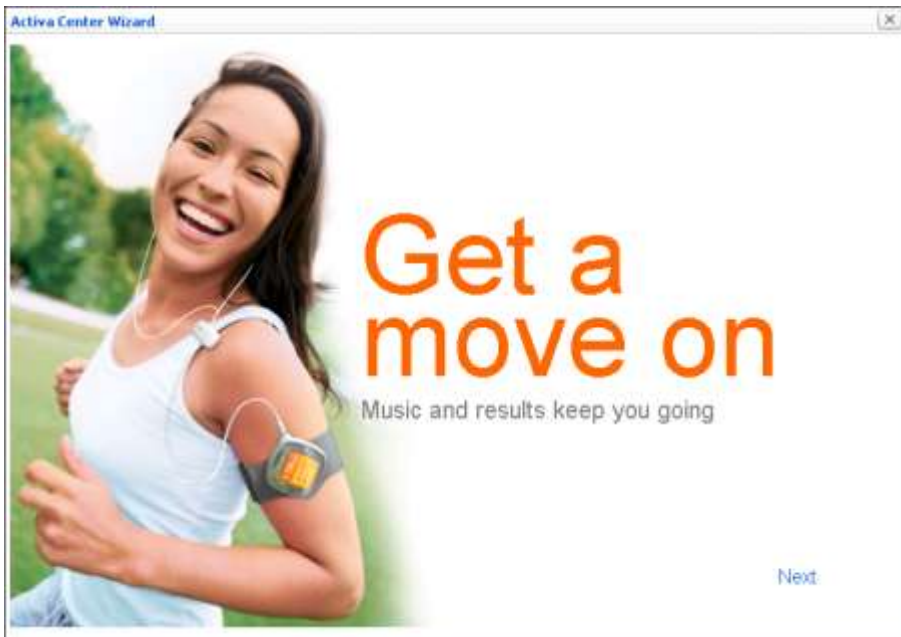 Activa Center Wizard
Get a
move on
Music and results keep you going
Next